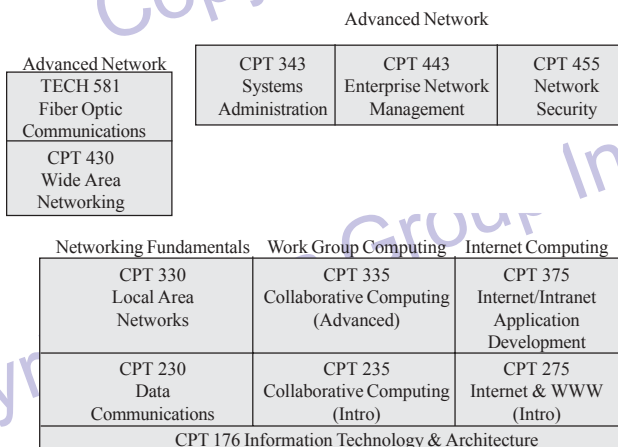 Advanced Network
Advanced Network
TECH 581
Fiber Optic
Communications
CPT 430
Wide Area
Networking
CPT 343
Systems
Administration
CPT 443
Enterprise Network
Management
CPT 455
Network
Security
Networking Fundamentals Work Group Computing Internet Computing
CPT 330
Local Area
Networks
CPT 335
Collaborative Computing
(Advanced)
CPT 375
Internet/Intranet
Application
Development
CPT 230
Data
Communications
CPT 235
Collaborative Computing
(Intro)
CPT 275
Internet & WWW
(Intro)
CPT 176 Information Technology & Architecture
Group